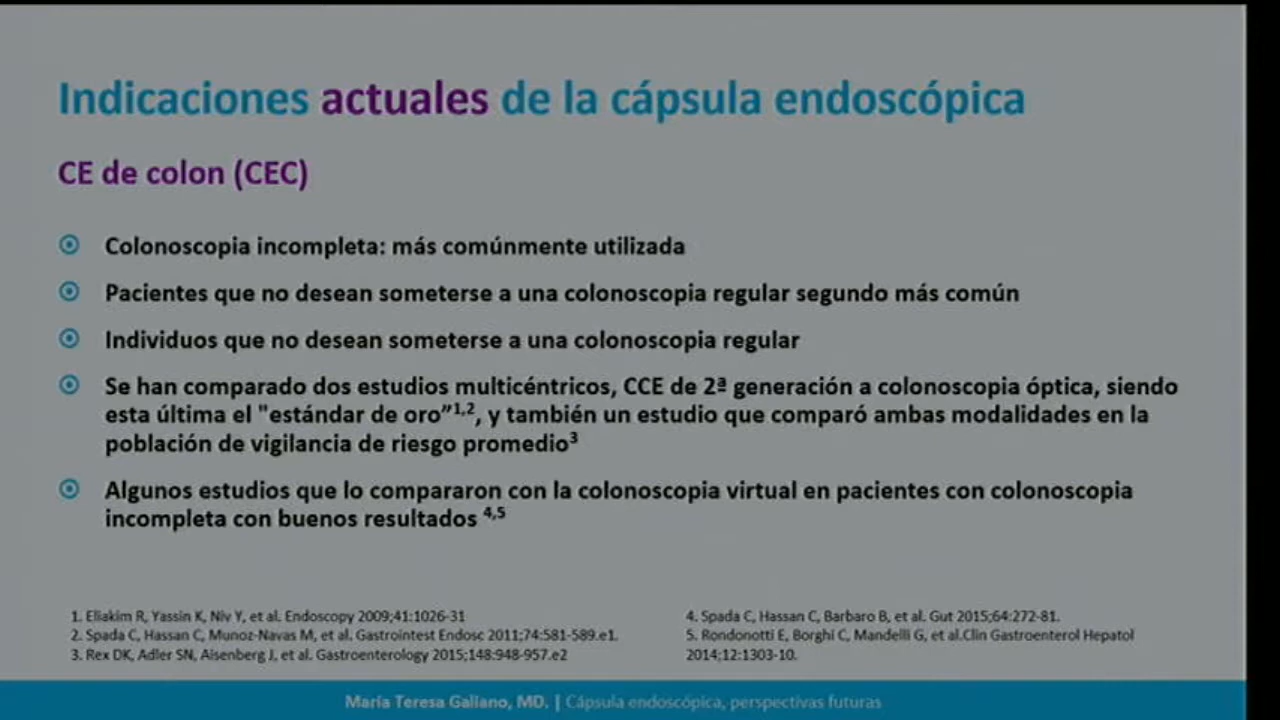 Indicaciones actuales de la cápsula endoscópica
CE de colon (CEC)
Colonoscopia incompleta: más comúnmente utilizada
Pacientes que no desean someterse a una colonoscopia regular segundo más común
Individuos que no desean someterse a una colonoscopia regular
Se han comparado dos estudios multicéntricos, CCE de 2ª generación a colonoscopia óptica, siendo
esta última el "estándar de oro”1,2, y también un estudio que comparó ambas modalidades en la
población de vigilancia de riesgo promedio3
Algunos estudios que lo compararon con la colonoscopia virtual en pacientes con colonoscopia
incompleta con buenos resultados 4,5
1. Eliakim R, Yassin K, Niv Y, et al. Endoscopy 2009;41:1026-31
2. Spada C, Hassan C, Munoz-Navas M, et al. Gastrointest Endosc 2011;74:581-589.e1.
3. Rex DK, Adler SN, Aisenberg J, et al. Gastroenterology 2015;148:948-957.e2
4. Spada C, Hassan C, Barbaro B, et al. Gut 2015;64:272-81.
5. Rondonotti E, Borghi C, Mandelli G, et al.Clin Gastroenterol Hepatol
2014;12:1303-10.
María Teresa Galiano, MD. | Cápsula endoscópica, perspectivas futuras